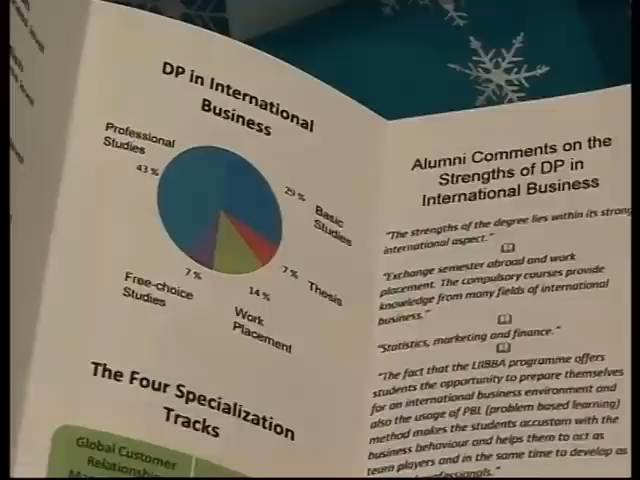 DP in International
Business
Professional
Studies
43 %
29 %
Basic
Studies
7 %
Thesis
14 %
Work
Placement
7 %
Free-choice
Studies
The Four Specialization
Tracks
Global Customer
Alumni Comments on the
Strengths of DP in
International Business
"The strengths of the degree lies within its strong
international aspect."
"Exchange semester abroad and work
placement. The compulsory courses provide
knowledge from many fields of international
business."
"Statistics, marketing and finance."
"The fact that the LIIBBA programme offers
students the opportunity to prepare themselves
for an international business environment and
also the usage of PBL (problem based learning)
method makes the students accustom with the
business behaviour and helps them to act as
team players and in the same time to develop as